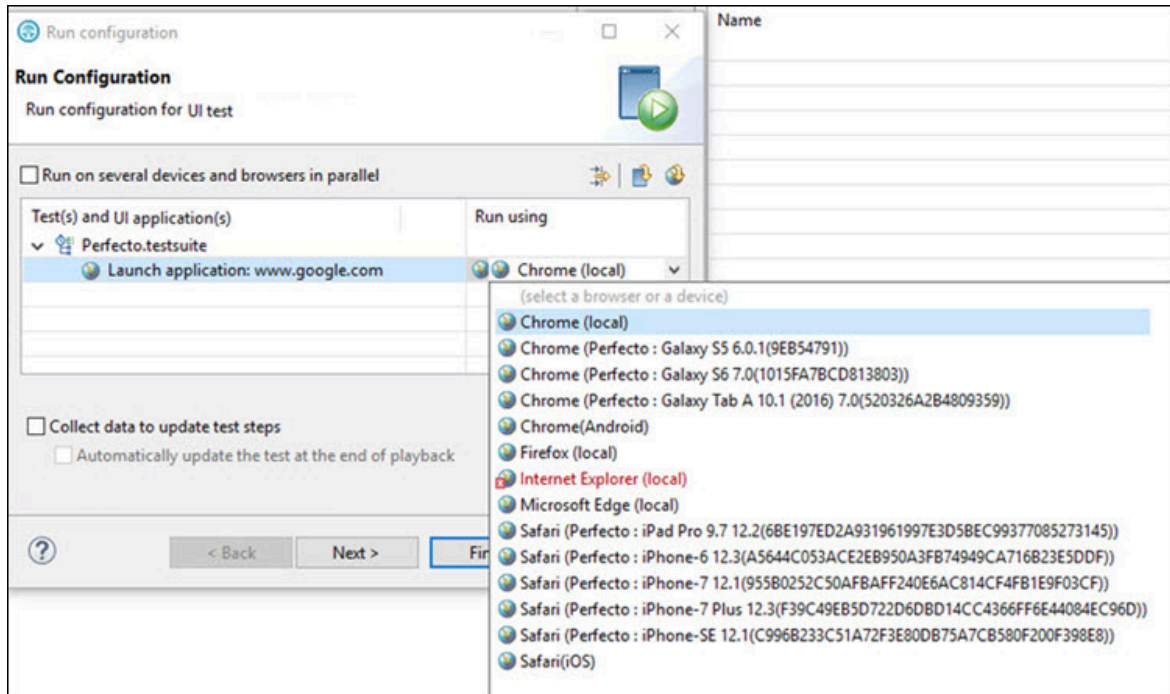 Run configuration
Name
Run Configuration
Run configuration for UI test
Run on several devices and browsers in parallel
Test(s) and UI application(s)
Run using
Perfecto.testsuite
Launch application: www.google.com
Chrome (local)
(select a browser or a device)
Chrome (local)
Chrome (Perfecto : Galaxy S5 6.0.1(9EB54791))
Chrome (Perfecto : Galaxy S6 7.0(1015FA7BCD813803))
Chrome (Perfecto : Galaxy Tab A 10.1 (2016) 7.0(520326A2B4809359))
Chrome(Android)
Firefox (local)
Internet Explorer (local)
Microsoft Edge (local)
Safari (Perfecto : iPad Pro 9.7 12.2(6BE197ED2A931961997E3D5BEC99377085273145))
Safari (Perfecto : iPhone-6 12.3(A5644C053ACE2EB950A3FB74949CA716B23E5DDF))
Safari (Perfecto : iPhone-7 12.1(955B0252C50AFBAFF240E6AC814CF4FB1E9F03CF))
Safari (Perfecto : iPhone-7 Plus 12.3(F39C49EB5D722D6DBD14CC4366FF6E44084EC96D))
Safari (Perfecto : iPhone-SE 12.1(C996B233C51A72F3E80DB75A7CB580F200F398E8))
Safari(iOS)
Collect data to update test steps
Automatically update the test at the end of playback
?
< Back
Next >
Fin